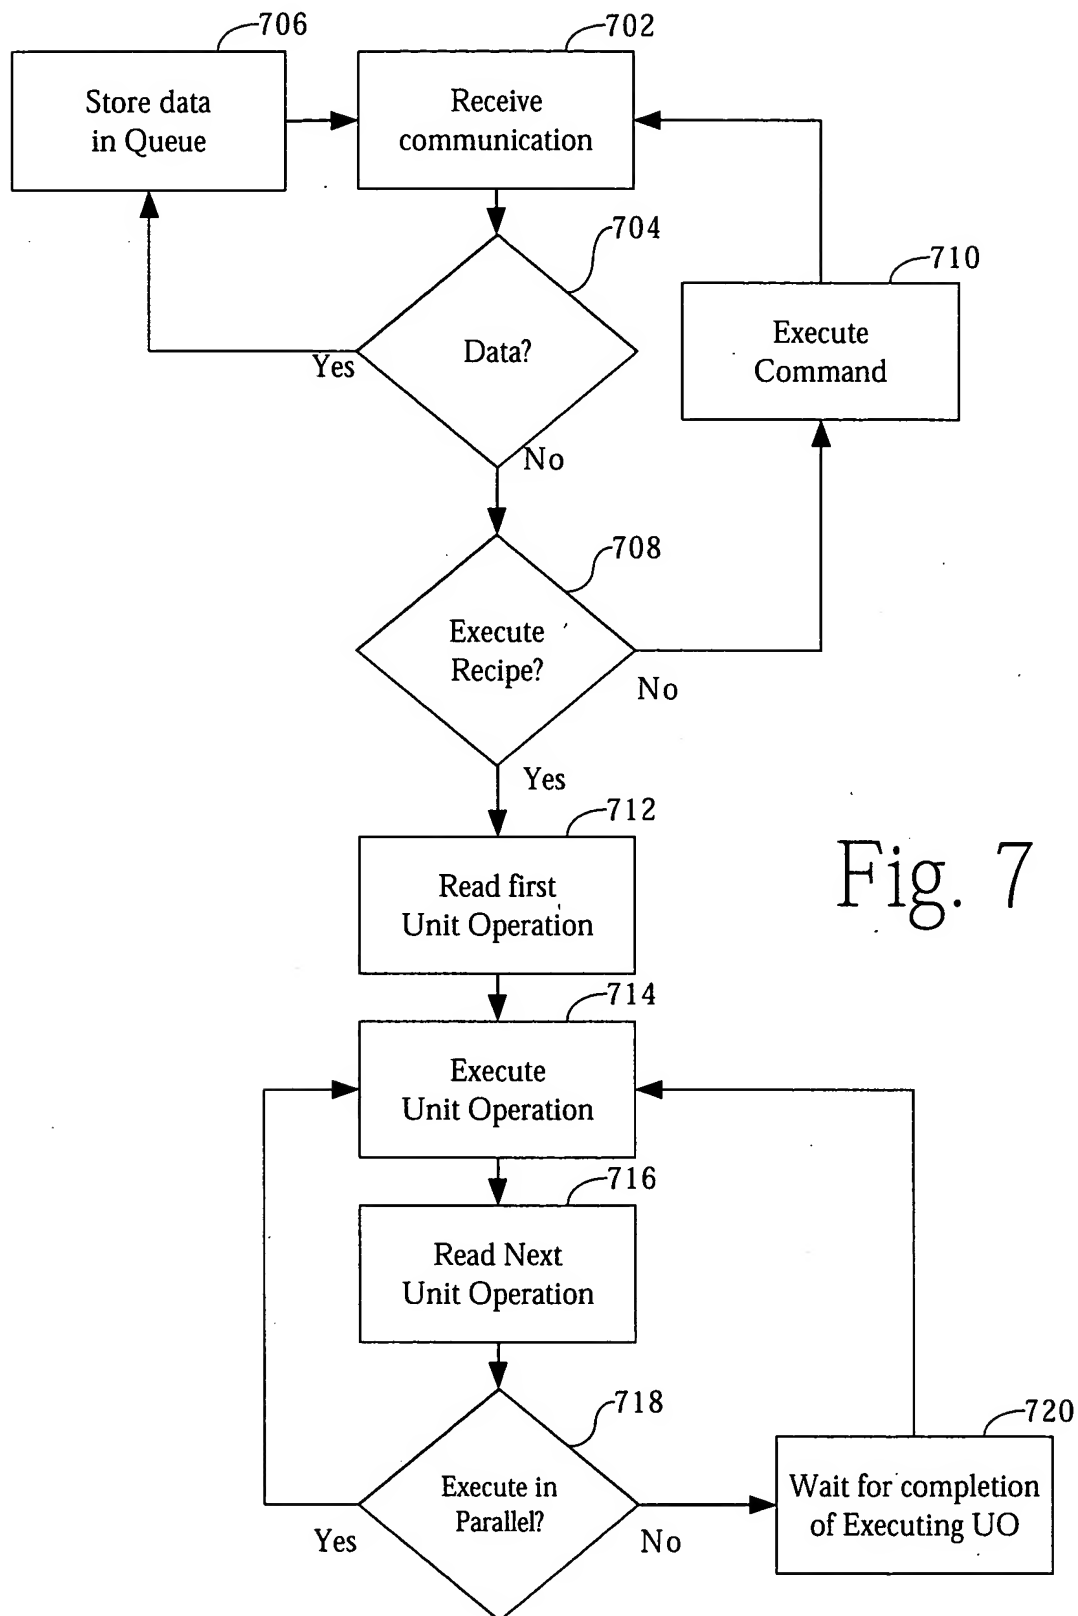 706
702
Store data
in Queue
Receive
communication
704
710
Data?
Yes
Execute
Command
No
708
Execute
Recipe?
No
Yes
712
Read first
Unit Operation
Fig. 7
714
Execute
Unit Operation
716
Read Next
Unit Operation
718
720
Execute in
Parallel?
Wait for completion
of Executing UO
Yes
No